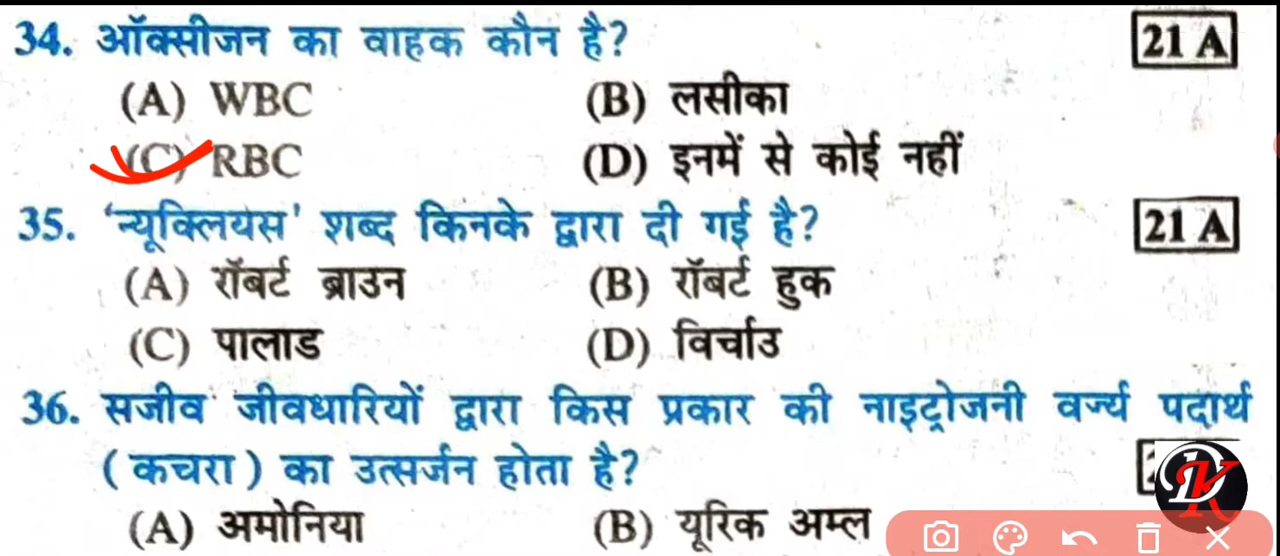 34. ऑक्सीजन का वाहक कौन है? 21 A
(A) WBC (B) लसीका
(C) RBC (D) इनमें से कोई नहीं
35. 'न्यूक्लियस' शब्द किनके द्वारा दी गई है? 21 A
(A) रॉबर्ट ब्राउन (B) रॉबर्ट हुक
(C) पालाड (D) विर्चाउ
36. सजीव जीवधारियों द्वारा किस प्रकार की नाइट्रोजनी वर्ज्य पदार्थ
(कचरा) का उत्सर्जन होता है?
DK
(A) अमोनिया (B) यूरिक अम्ल